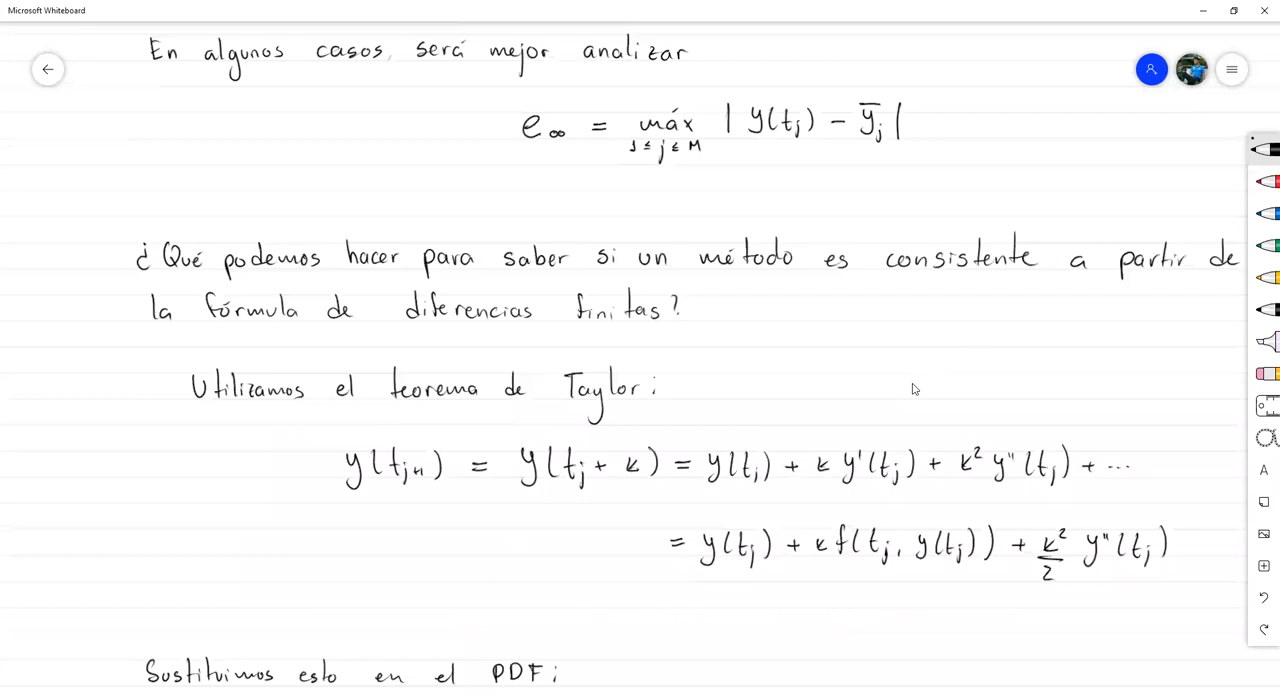 Microsoft Whiteboard
En algunos casos, será mejor analizar
e∞ = máx | y(tj) - ȳj |
1 ≤ j ≤ M
¿Qué podemos hacer para saber si un método es consistente a partir de
la fórmula de diferencias finitas?
Utilizamos el teorema de Taylor:
y(tj+1) = y(tj + k) = y(tj) + k y'(tj) + k² y''(tj) + ...
= y(tj) + k f(tj, y(tj)) + k²/2 y''(tj)
Sustituimos esto en el PDF:
A